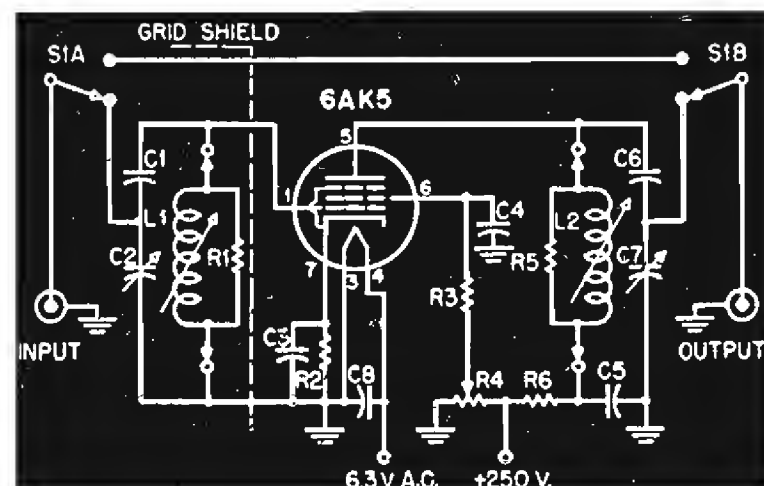 GRID SHIELD
S1A
S1B
6AK5
5
C1
C6
1
6
L1
C4
L2
C2
R1
7
3
4
R3
R5
C7
INPUT
C3
R2
C8
R4
R6
C5
OUTPUT
6.3 V. A.C.
+250 V.